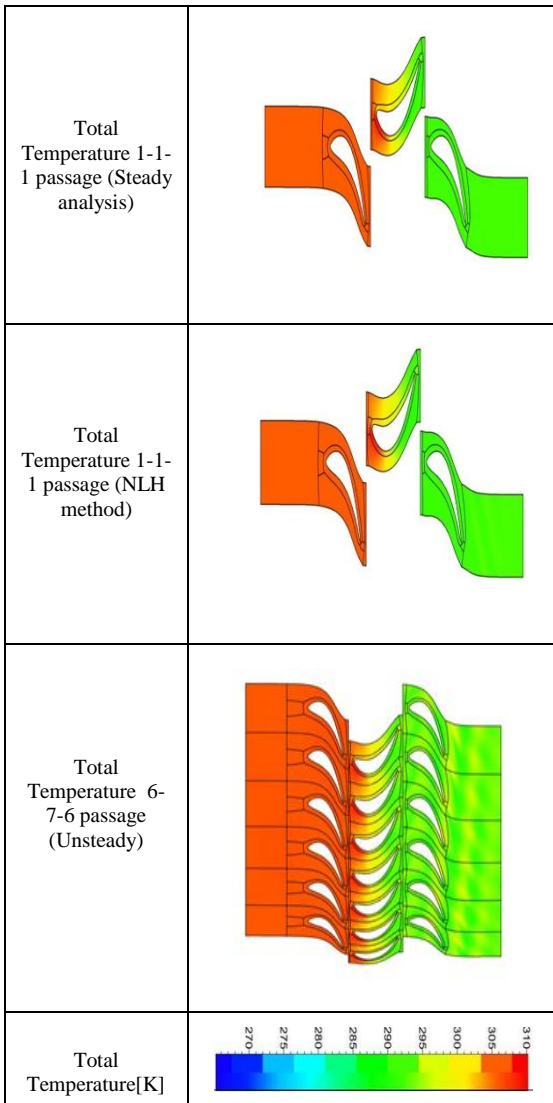 Total
Temperature 1-1-
1 passage (Steady
analysis)
Total
Temperature 1-1-
1 passage (NLH
method)
Total
Temperature 6-
7-6 passage
(Unsteady)
Total
Temperature[K]
270 275 280 285 290 295 300 305 310